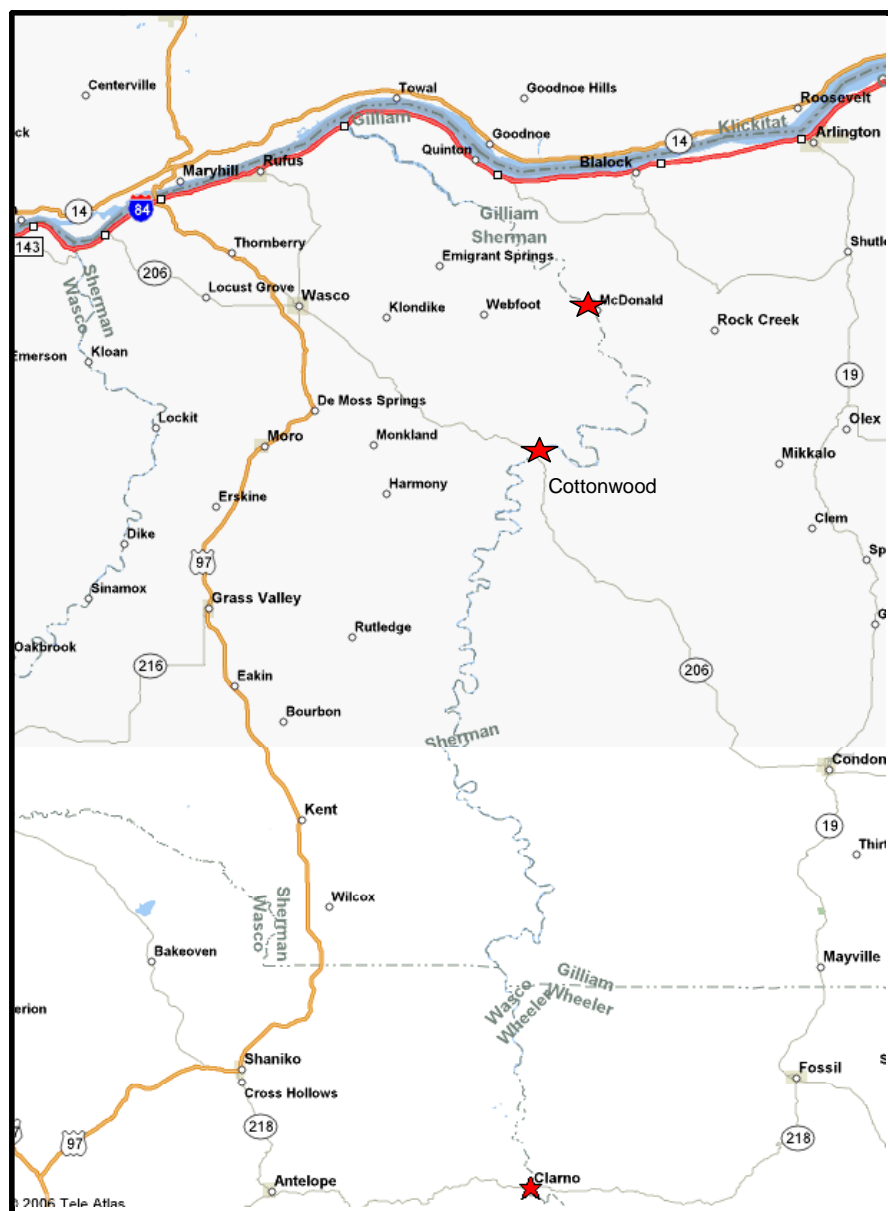 Centerville
Towal
Goodnoe Hills
Roosevelt
ck
Gilliam
Klickitat
Goodnoe
14
Arlington
Quinton
Blalock
Rufus
Maryhill
14
84
143
Gilliam
Sherman
Thornberry
Shutle
206
Emigrant Springs
Sherman
Wasco
Locust Grove
Wasco
Klondike
Webfoot
McDonald
Rock Creek
Emerson
Kloan
19
De Moss Springs
Lockit
Olex
Moro
Monkland
Mikkalo
Cottonwood
Harmony
Erskine
Clem
Dike
97
Sp
Sinamox
Grass Valley
G
Rutledge
Oakbrook
216
206
Eakin
Bourbon
Sherman
Condon
Kent
19
Thirt
Sherman
Wasco
Wilcox
Bakeoven
Mayville
Gilliam
Wheeler
Wasco
Wheeler
erion
S
Shaniko
Fossil
Cross Hollows
218
97
218
7
Antelope
Clarno
© 2006 Tele Atlas